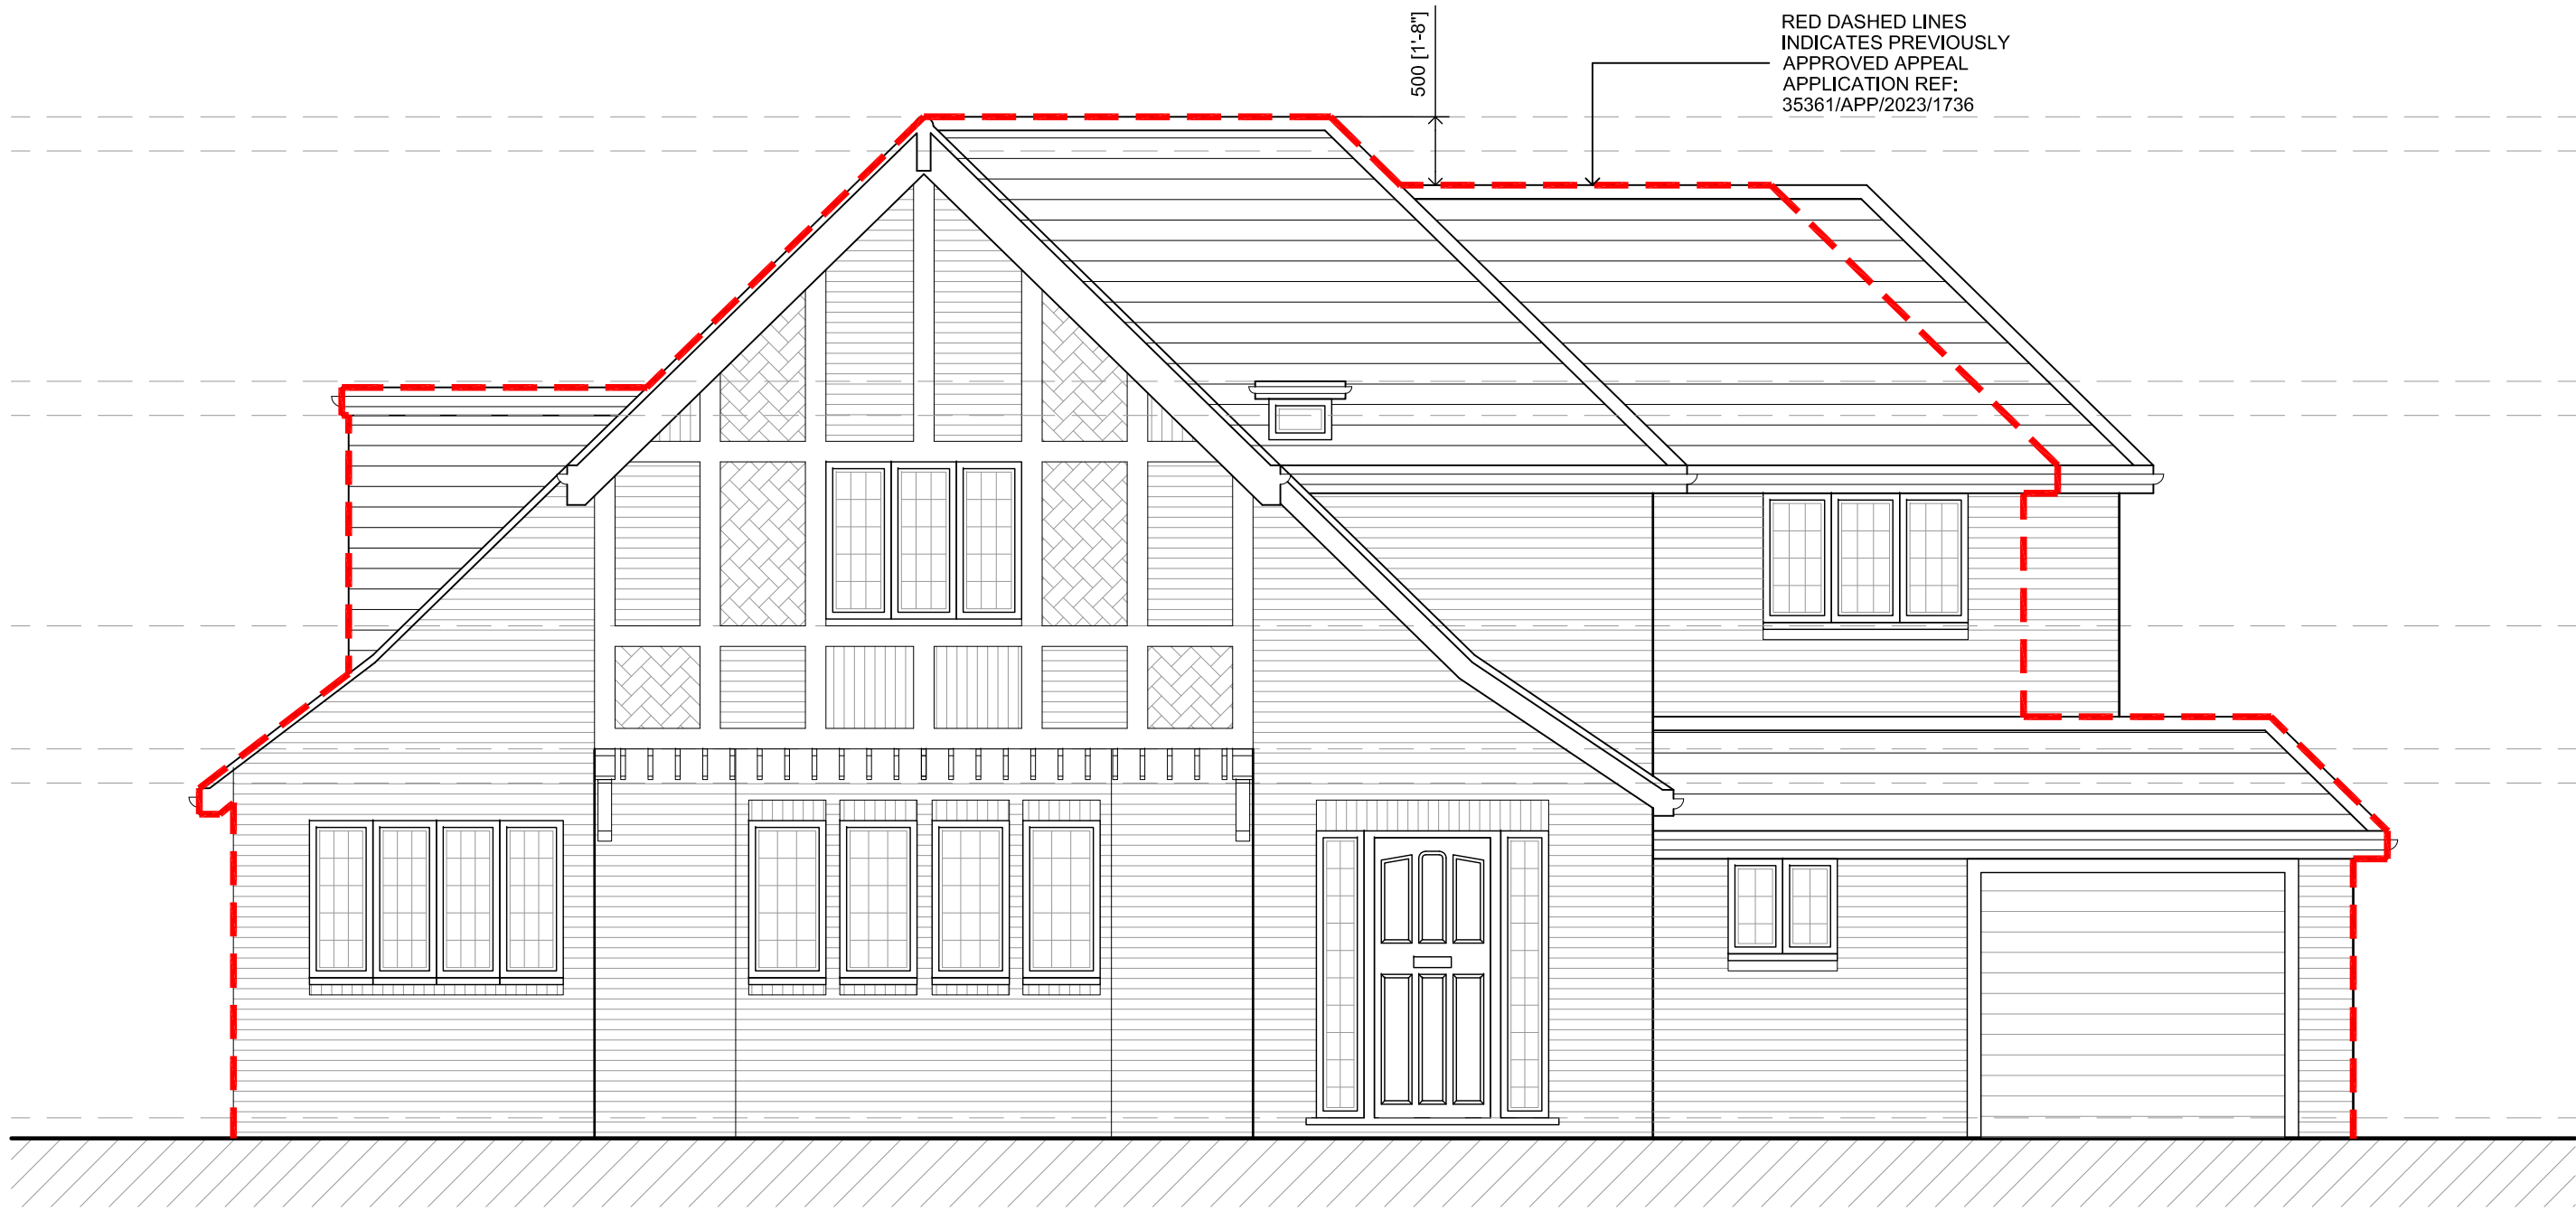 500 [1'-8"]
RED DASHED LINES
INDICATES PREVIOUSLY
APPROVED APPEAL
APPLICATION REF:
35361/APP/2023/1736